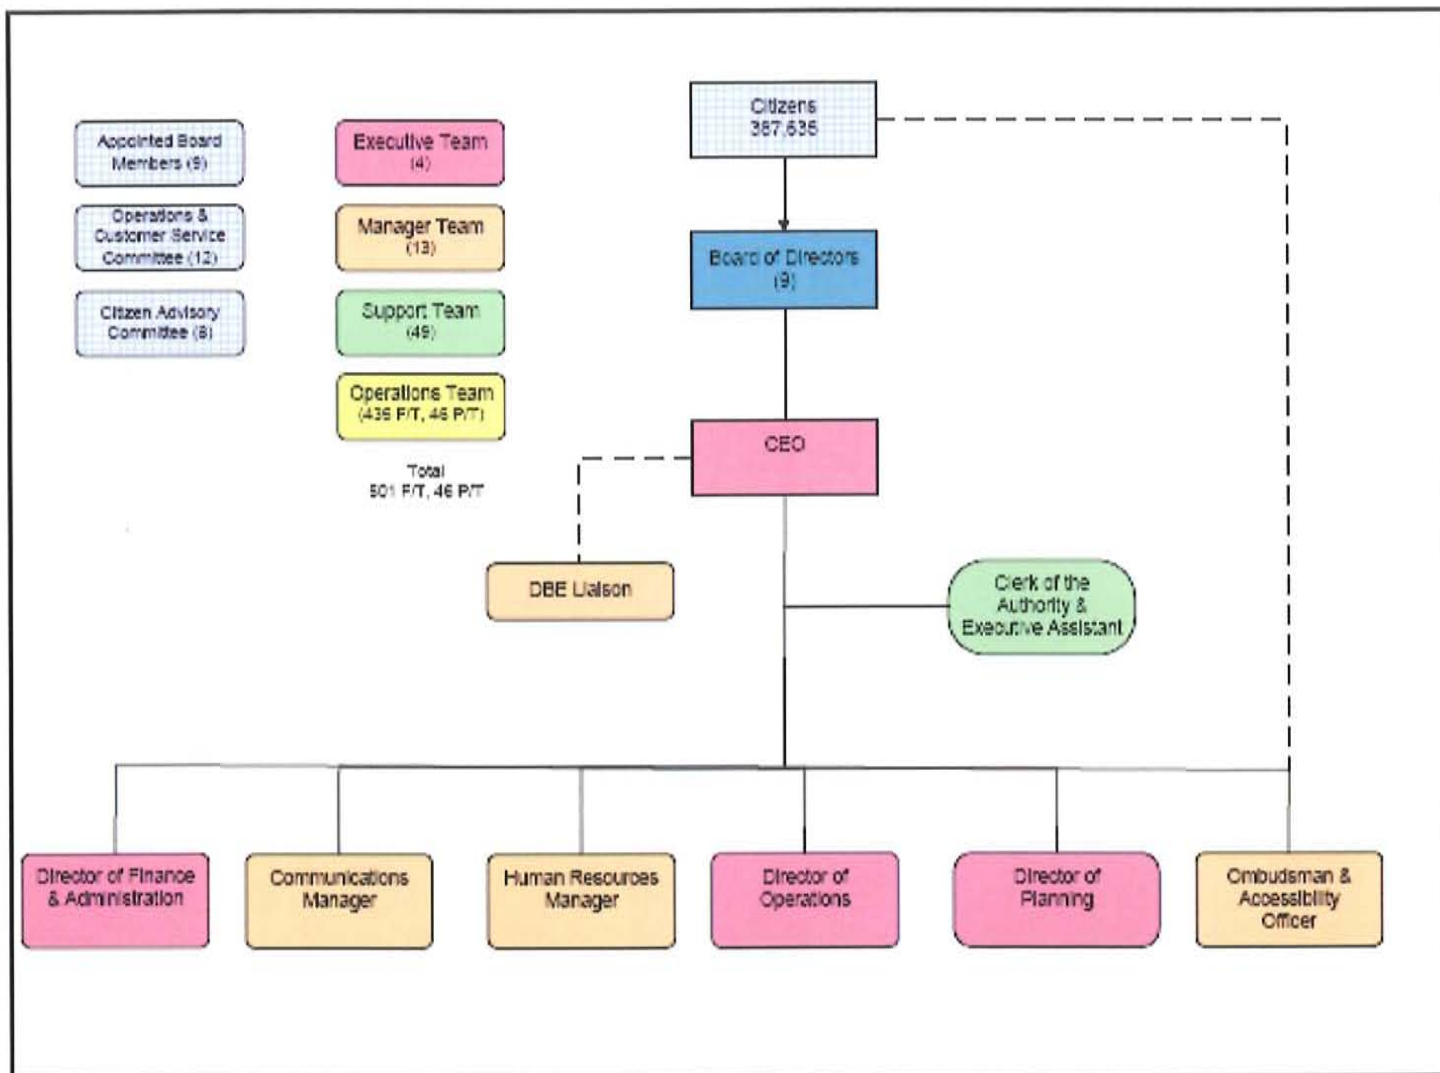 Citizens
387,635
Appointed Board
Members (9)
Executive Team
(4)
Operations &
Customer Service
Committee (12)
Manager Team
(13)
Board of Directors
(9)
Citizen Advisory
Committee (8)
Support Team
(49)
Operations Team
(435 F/T, 46 P/T)
CEO
Total
501 F/T, 46 P/T
DBE Liaison
Clerk of the
Authority &
Executive Assistant
Director of Finance
& Administration
Communications
Manager
Human Resources
Manager
Director of
Operations
Director of
Planning
Ombudsman &
Accessibility
Officer